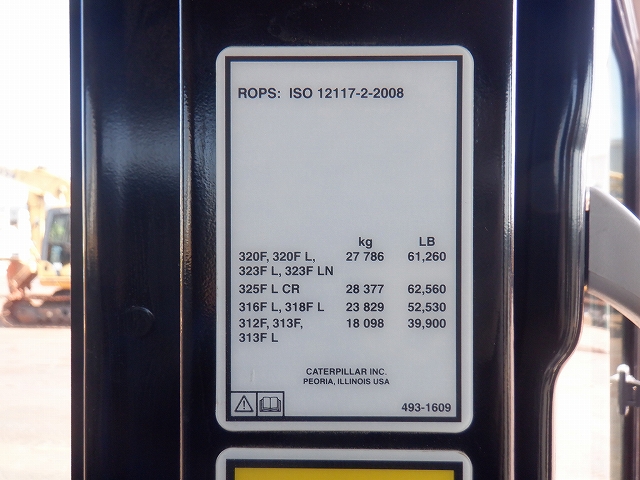 ROPS: ISO 12117-2-2008
kg LB
320F, 320F L, 27 786 61,260
323F L, 323F LN
325F L CR 28 377 62,560
316F L, 318F L 23 829 52,530
312F, 313F, 18 098 39,900
313F L
CATERPILLAR INC.
PEORIA, ILLINOIS USA
493-1609